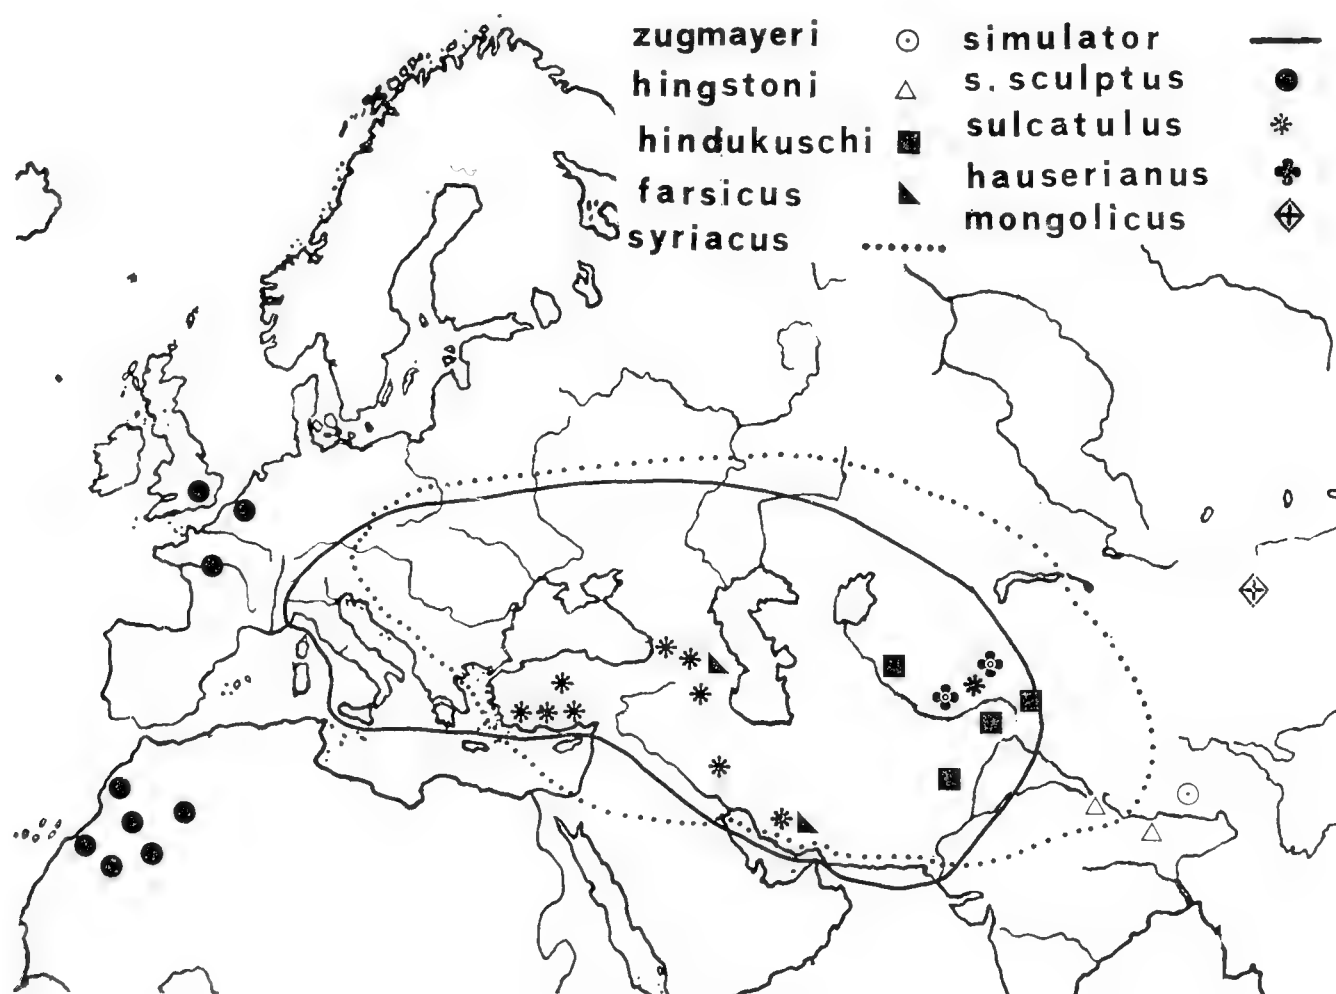 zugmayeri
hingstoni
hindukuschi
farsicus
syriacus
simulator
s. sculptus
sulcatulus
hauserianus
mongolicus